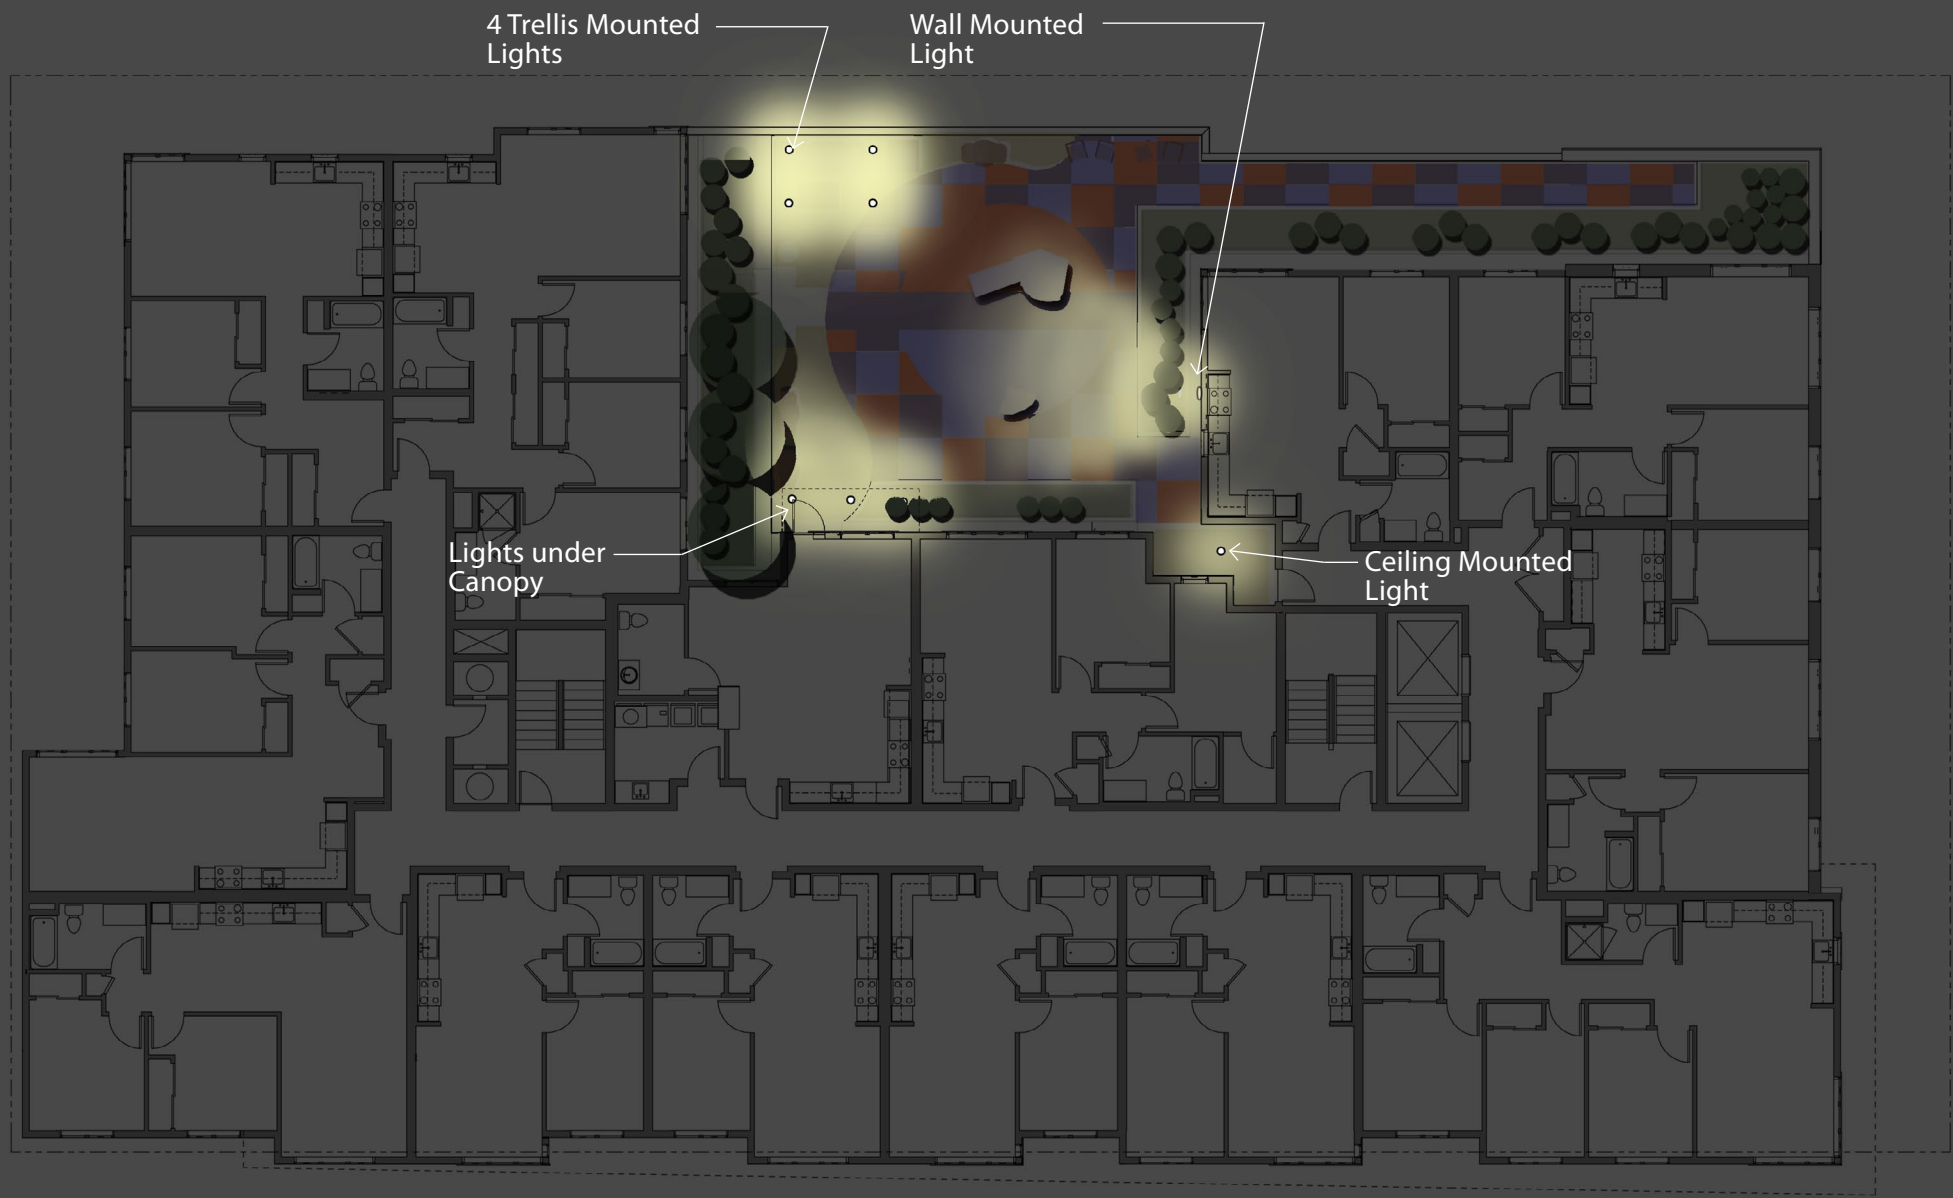 4 Trellis Mounted
Lights
Wall Mounted
Light
Lights under
Canopy
Ceiling Mounted
Light